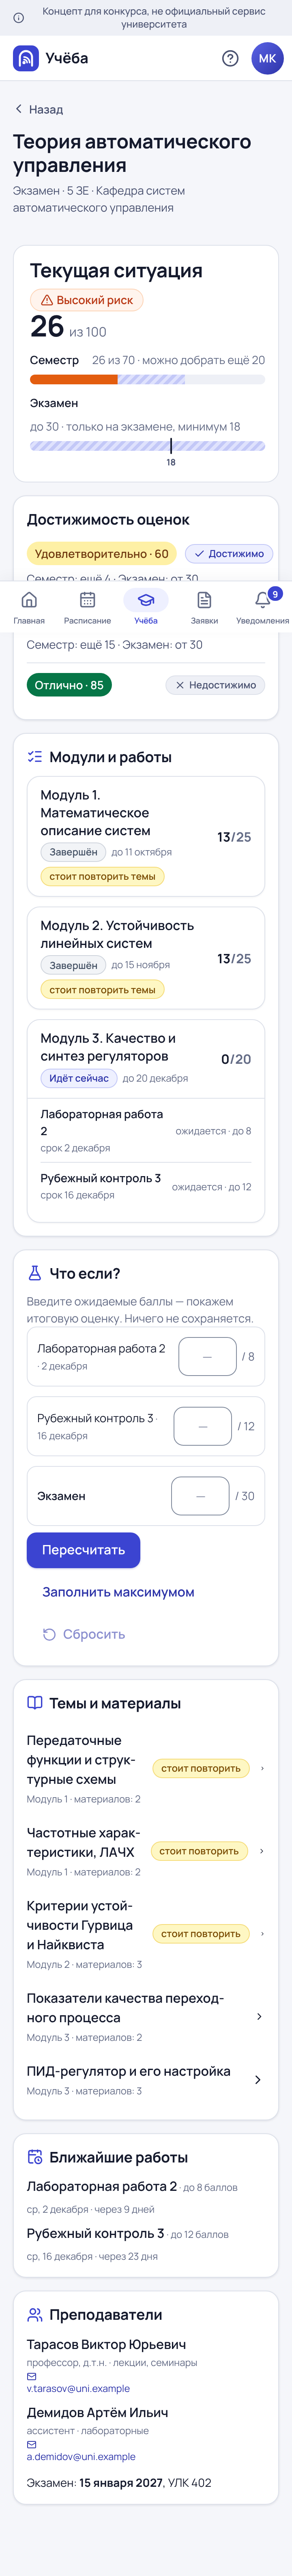 Концепт для конкурса, не официальный сервис
университета
Учёба
МК
Назад
Теория автоматического
управления
Экзамен · 5 ЗЕ · Кафедра систем
автоматического управления
Текущая ситуация
Высокий риск
26 из 100
Семестр 26 из 70 · можно добрать ещё 20
Экзамен
до 30 · только на экзамене, минимум 18
18
Достижимость оценок
Удовлетворительно · 60 Достижимо
Семестр: ещё 4 · Экзамен: от 30
Главная Расписание Учёба Заявки Уведомления
9
Семестр: ещё 15 · Экзамен: от 30
Отлично · 85 Недостижимо
Модули и работы
Модуль 1.
Математическое
описание систем
13/25
Завершён до 11 октября
стоит повторить темы
Модуль 2. Устойчивость
линейных систем
13/25
Завершён до 15 ноября
стоит повторить темы
Модуль 3. Качество и
синтез регуляторов
0/20
Идёт сейчас до 20 декабря
Лабораторная работа
2
срок 2 декабря
ожидается · до 8
Рубежный контроль 3
срок 16 декабря
ожидается · до 12
Что если?
Введите ожидаемые баллы — покажем
итоговую оценку. Ничего не сохраняется.
Лабораторная работа 2
· 2 декабря
— / 8
Рубежный контроль 3 ·
16 декабря
— / 12
Экзамен — / 30
Пересчитать
Заполнить максимумом
Сбросить
Темы и материалы
Передаточные
функции и струк-
турные схемы
Модуль 1 · материалов: 2
стоит повторить
Частотные харак-
теристики, ЛАЧХ
Модуль 1 · материалов: 2
стоит повторить
Критерии устой-
чивости Гурвица
и Найквиста
Модуль 2 · материалов: 3
стоит повторить
Показатели качества переход-
ного процесса
Модуль 3 · материалов: 2
ПИД-регулятор и его настройка
Модуль 3 · материалов: 3
Ближайшие работы
Лабораторная работа 2 · до 8 баллов
ср, 2 декабря · через 9 дней
Рубежный контроль 3 · до 12 баллов
ср, 16 декабря · через 23 дня
Преподаватели
Тарасов Виктор Юрьевич
профессор, д.т.н. · лекции, семинары
v.tarasov@uni.example
Демидов Артём Ильич
ассистент · лабораторные
a.demidov@uni.example
Экзамен: 15 января 2027, УЛК 402